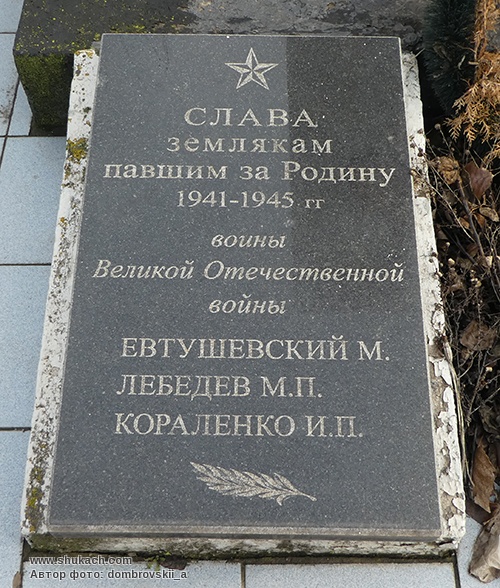 СЛАВА
землякам
павшим за Родину
1941-1945 гг
воины
Великой Отечественной
войны
ЕВТУШЕВСКИЙ М.
ЛЕБЕДЕВ М.П.
КОРАЛЕНКО И.П.
www.shukach.com
Автор фото: dombrovskii_a